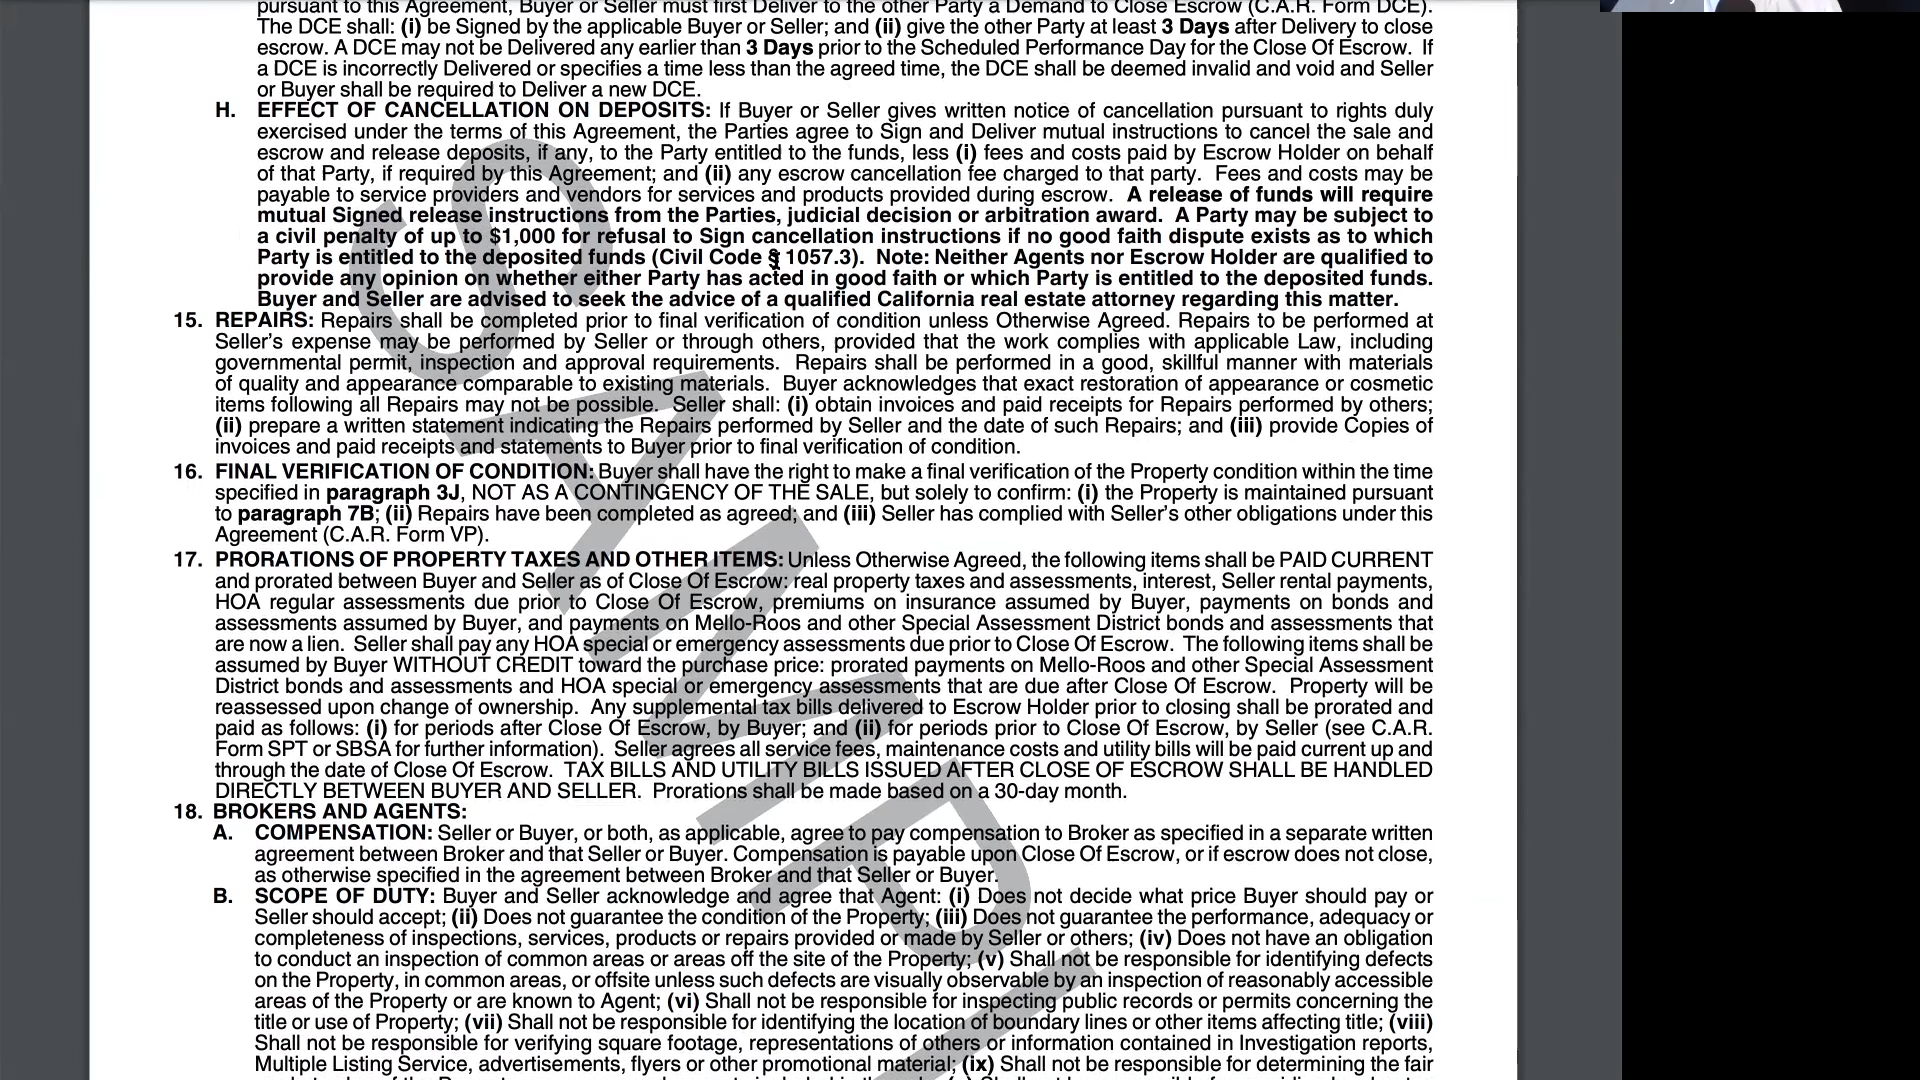 pursuant to this Agreement, Buyer or Seller must first Deliver to the other Party a Demand to Close Escrow (C.A.R. Form DCE).
The DCE shall: (i) be Signed by the applicable Buyer or Seller; and (ii) give the other Party at least 3 Days after Delivery to close
escrow. A DCE may not be Delivered any earlier than 3 Days prior to the Scheduled Performance Day for the Close Of Escrow. If
a DCE is incorrectly Delivered or specifies a time less than the agreed time, the DCE shall be deemed invalid and void and Seller
or Buyer shall be required to Deliver a new DCE.
H. EFFECT OF CANCELLATION ON DEPOSITS: If Buyer or Seller gives written notice of cancellation pursuant to rights duly
exercised under the terms of this Agreement, the Parties agree to Sign and Deliver mutual instructions to cancel the sale and
escrow and release deposits, if any, to the Party entitled to the funds, less (i) fees and costs paid by Escrow Holder on behalf
of that Party, if required by this Agreement; and (ii) any escrow cancellation fee charged to that party. Fees and costs may be
payable to service providers and vendors for services and products provided during escrow. A release of funds will require
mutual Signed release instructions from the Parties, judicial decision or arbitration award. A Party may be subject to
a civil penalty of up to $1,000 for refusal to Sign cancellation instructions if no good faith dispute exists as to which
Party is entitled to the deposited funds (Civil Code § 1057.3). Note: Neither Agents nor Escrow Holder are qualified to
provide any opinion on whether either Party has acted in good faith or which Party is entitled to the deposited funds.
Buyer and Seller are advised to seek the advice of a qualified California real estate attorney regarding this matter.
15. REPAIRS: Repairs shall be completed prior to final verification of condition unless Otherwise Agreed. Repairs to be performed at
Seller's expense may be performed by Seller or through others, provided that the work complies with applicable Law, including
governmental permit, inspection and approval requirements. Repairs shall be performed in a good, skillful manner with materials
of quality and appearance comparable to existing materials. Buyer acknowledges that exact restoration of appearance or cosmetic
items following all Repairs may not be possible. Seller shall: (i) obtain invoices and paid receipts for Repairs performed by others;
(ii) prepare a written statement indicating the Repairs performed by Seller and the date of such Repairs; and (iii) provide Copies of
invoices and paid receipts and statements to Buyer prior to final verification of condition.
16. FINAL VERIFICATION OF CONDITION: Buyer shall have the right to make a final verification of the Property condition within the time
specified in paragraph 3J, NOT AS A CONTINGENCY OF THE SALE, but solely to confirm: (i) the Property is maintained pursuant
to paragraph 7B; (ii) Repairs have been completed as agreed; and (iii) Seller has complied with Seller's other obligations under this
Agreement (C.A.R. Form VP).
17. PRORATIONS OF PROPERTY TAXES AND OTHER ITEMS: Unless Otherwise Agreed, the following items shall be PAID CURRENT
and prorated between Buyer and Seller as of Close Of Escrow: real property taxes and assessments, interest, Seller rental payments,
HOA regular assessments due prior to Close Of Escrow, premiums on insurance assumed by Buyer, payments on bonds and
assessments assumed by Buyer, and payments on Mello-Roos and other Special Assessment District bonds and assessments that
are now a lien. Seller shall pay any HOA special or emergency assessments due prior to Close Of Escrow. The following items shall be
assumed by Buyer WITHOUT CREDIT toward the purchase price: prorated payments on Mello-Roos and other Special Assessment
District bonds and assessments and HOA special or emergency assessments that are due after Close Of Escrow. Property will be
reassessed upon change of ownership. Any supplemental tax bills delivered to Escrow Holder prior to closing shall be prorated and
paid as follows: (i) for periods after Close Of Escrow, by Buyer; and (ii) for periods prior to Close Of Escrow, by Seller (see C.A.R.
Form SPT or SBSA for further information). Seller agrees all service fees, maintenance costs and utility bills will be paid current up and
through the date of Close Of Escrow. TAX BILLS AND UTILITY BILLS ISSUED AFTER CLOSE OF ESCROW SHALL BE HANDLED
DIRECTLY BETWEEN BUYER AND SELLER. Prorations shall be made based on a 30-day month.
18. BROKERS AND AGENTS:
A. COMPENSATION: Seller or Buyer, or both, as applicable, agree to pay compensation to Broker as specified in a separate written
agreement between Broker and that Seller or Buyer. Compensation is payable upon Close Of Escrow, or if escrow does not close,
as otherwise specified in the agreement between Broker and that Seller or Buyer.
B. SCOPE OF DUTY: Buyer and Seller acknowledge and agree that Agent: (i) Does not decide what price Buyer should pay or
Seller should accept; (ii) Does not guarantee the condition of the Property; (iii) Does not guarantee the performance, adequacy or
completeness of inspections, services, products or repairs provided or made by Seller or others; (iv) Does not have an obligation
to conduct an inspection of common areas or areas off the site of the Property; (v) Shall not be responsible for identifying defects
on the Property, in common areas, or offsite unless such defects are visually observable by an inspection of reasonably accessible
areas of the Property or are known to Agent; (vi) Shall not be responsible for inspecting public records or permits concerning the
title or use of Property; (vii) Shall not be responsible for identifying the location of boundary lines or other items affecting title; (viii)
Shall not be responsible for verifying square footage, representations of others or information contained in Investigation reports,
Multiple Listing Service, advertisements, flyers or other promotional material; (ix) Shall not be responsible for determining the fair
SAMPL